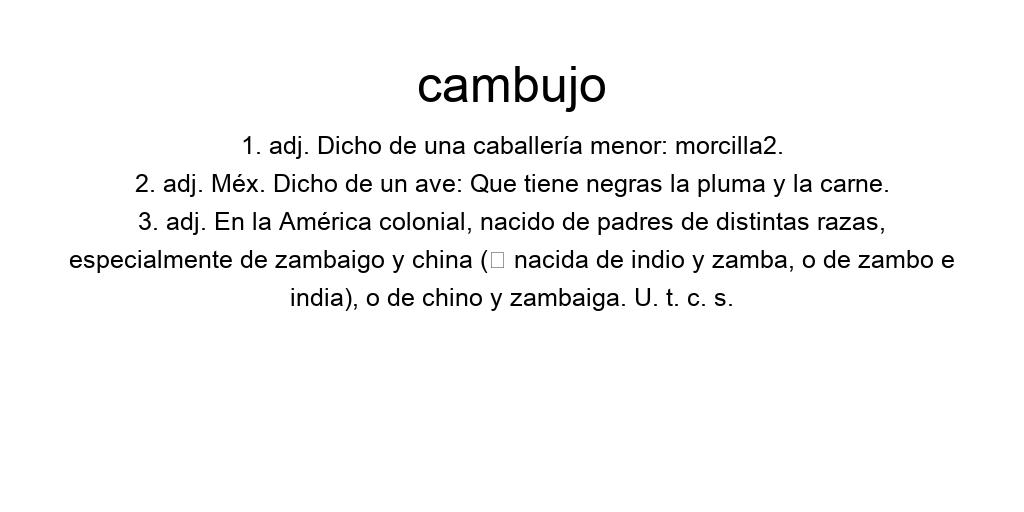 cambujo
1. adj. Dicho de una caballería menor: morcilla2.
2. adj. Méx. Dicho de un ave: Que tiene negras la pluma y la carne.
3. adj. En la América colonial, nacido de padres de distintas razas,
especialmente de zambaigo y china (▯ nacida de indio y zamba, o de zambo e
india), o de chino y zambaiga. U. t. c. s.